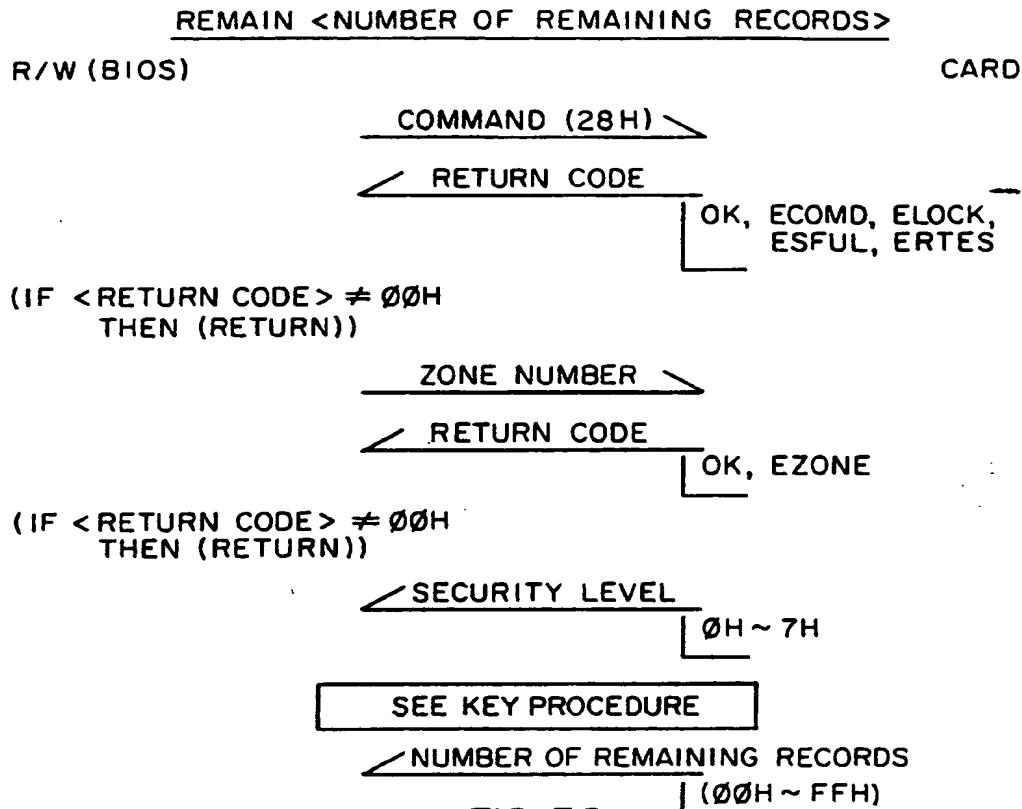 REMAIN <NUMBER OF REMAINING RECORDS>
R/W (BIOS) CARD
COMMAND (28H)
RETURN CODE
OK, ECOMD, ELOCK,
ESFUL, ERTES
(IF <RETURN CODE> ≠ ØØH
THEN (RETURN))
ZONE NUMBER
RETURN CODE
OK, EZONE
(IF <RETURN CODE> ≠ ØØH
THEN (RETURN))
SECURITY LEVEL
ØH ~ 7H
SEE KEY PROCEDURE
NUMBER OF REMAINING RECORDS
(ØØH ~ FFH)